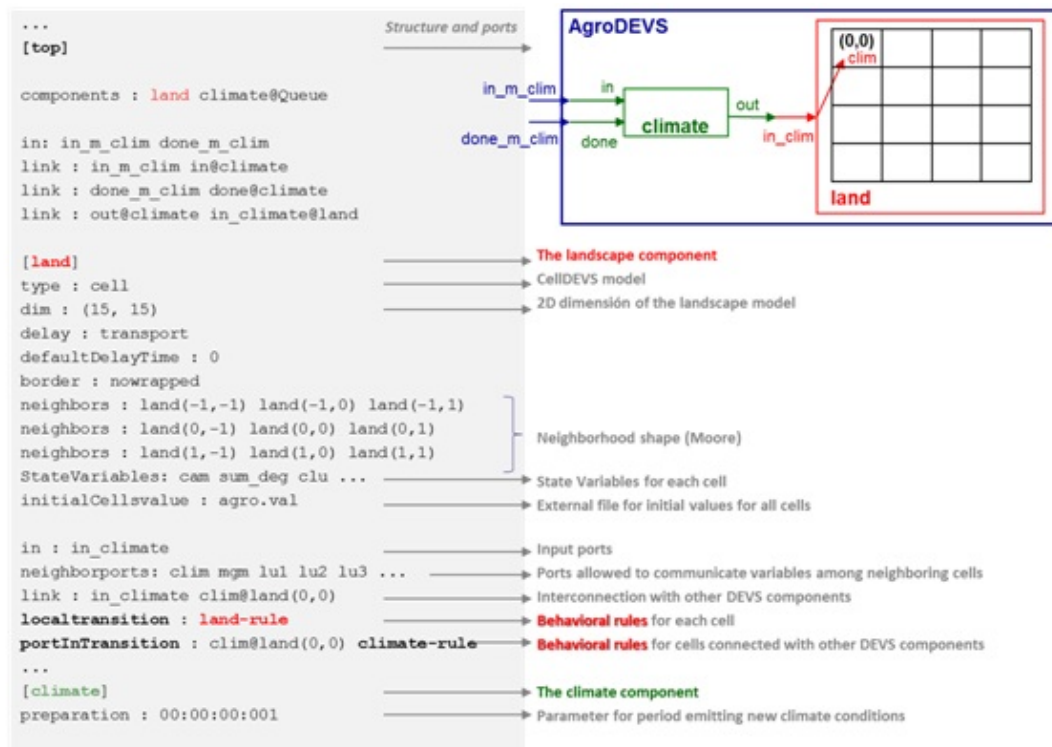 ...
Structure and ports
[top]
components : land climate@Queue
in: in_m_clim done_m_clim
link : in_m_clim in@climate
link : done_m_clim done@climate
link : out@climate in_climate@land
AgroDEVS
(0,0)
clim
in_m_clim
in
out
climate
done_m_clim
done
in_clim
land
[land]
The landscape component
type : cell
CellDEVS model
dim : (15, 15)
2D dimensión of the landscape model
delay : transport
defaultDelayTime : 0
border : nowrapped
neighbors : land(-1,-1) land(-1,0) land(-1,1)
neighbors : land(0,-1) land(0,0) land(0,1)
neighbors : land(1,-1) land(1,0) land(1,1)
Neighborhood shape (Moore)
StateVariables: cam sum_deg clu ...
State Variables for each cell
initialCellsvalue : agro.val
External file for initial values for all cells
in : in_climate
Input ports
neighborports: clim mgm lu1 lu2 lu3 ...
Ports allowed to communicate variables among neighboring cells
link : in_climate clim@land(0,0)
Interconnection with other DEVS components
localtransition : land-rule
Behavioral rules for each cell
portInTransition : clim@land(0,0) climate-rule
Behavioral rules for cells connected with other DEVS components
...
[climate]
The climate component
preparation : 00:00:00:001
Parameter for period emitting new climate conditions